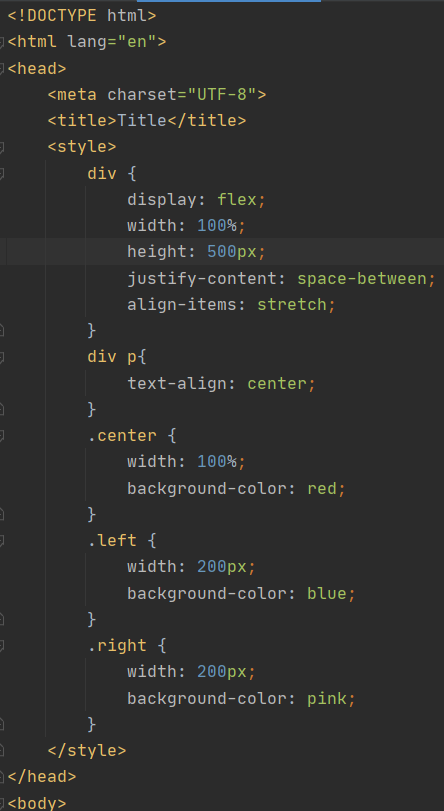 <!DOCTYPE html>
<html lang="en">
<head>
    <meta charset="UTF-8">
    <title>Title</title>
    <style>
        div {
            display: flex;
            width: 100%;
            height: 500px;
            justify-content: space-between;
            align-items: stretch;
        }
        div p{
            text-align: center;
        }
        .center {
            width: 100%;
            background-color: red;
        }
        .left {
            width: 200px;
            background-color: blue;
        }
        .right {
            width: 200px;
            background-color: pink;
        }
    </style>
</head>
<body>